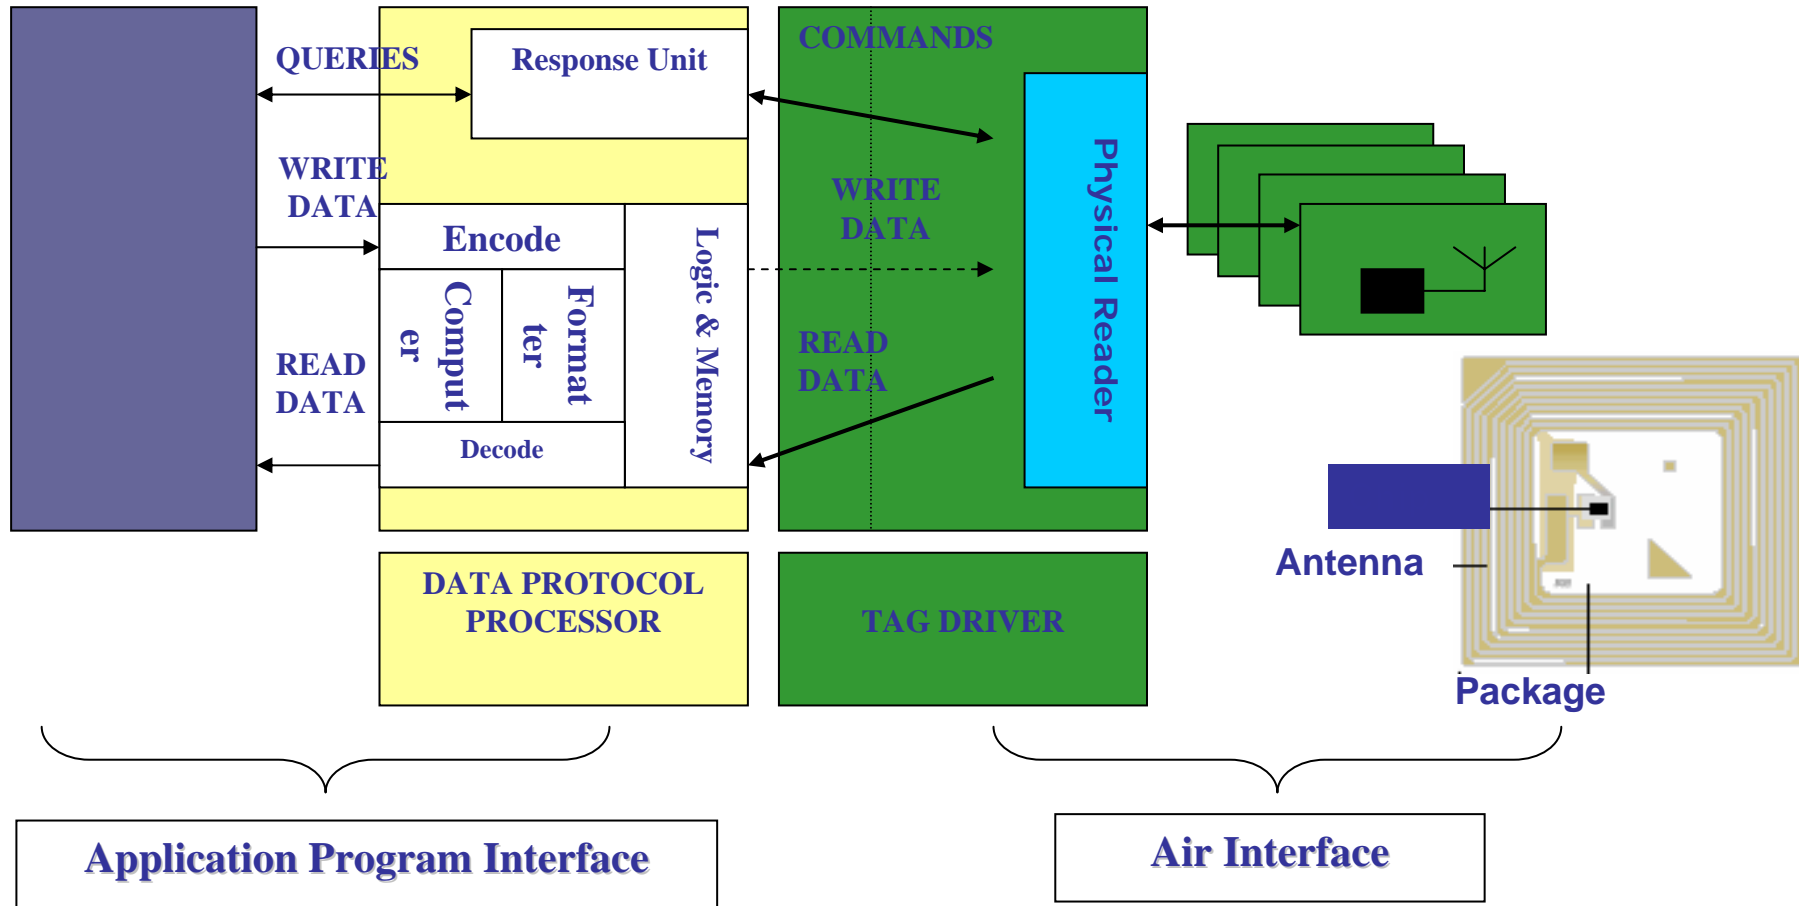 QUERIES
Response Unit
COMMANDS
WRITE
DATA
Encode
Comput
er
Format
ter
Logic & Memory
WRITE
DATA
Physical Reader
READ
DATA
READ
DATA
Decode
Antenna
DATA PROTOCOL
PROCESSOR
TAG DRIVER
Package
Application Program Interface
Air Interface